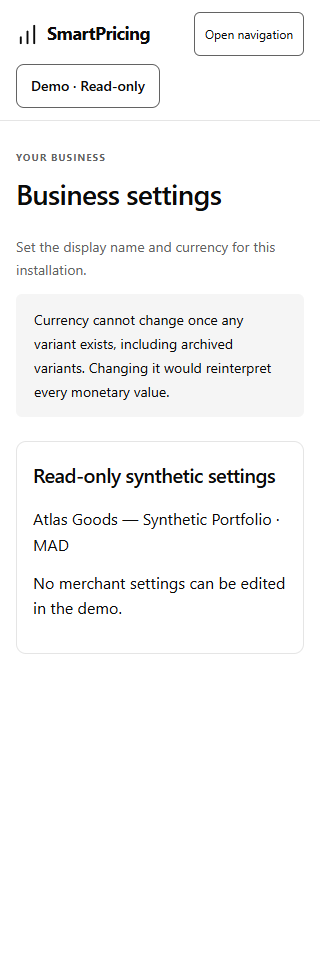 SmartPricing
Open navigation
Demo · Read-only
YOUR BUSINESS
Business settings
Set the display name and currency for this
installation.
Currency cannot change once any
variant exists, including archived
variants. Changing it would reinterpret
every monetary value.
Read-only synthetic settings
Atlas Goods — Synthetic Portfolio ·
MAD
No merchant settings can be edited
in the demo.